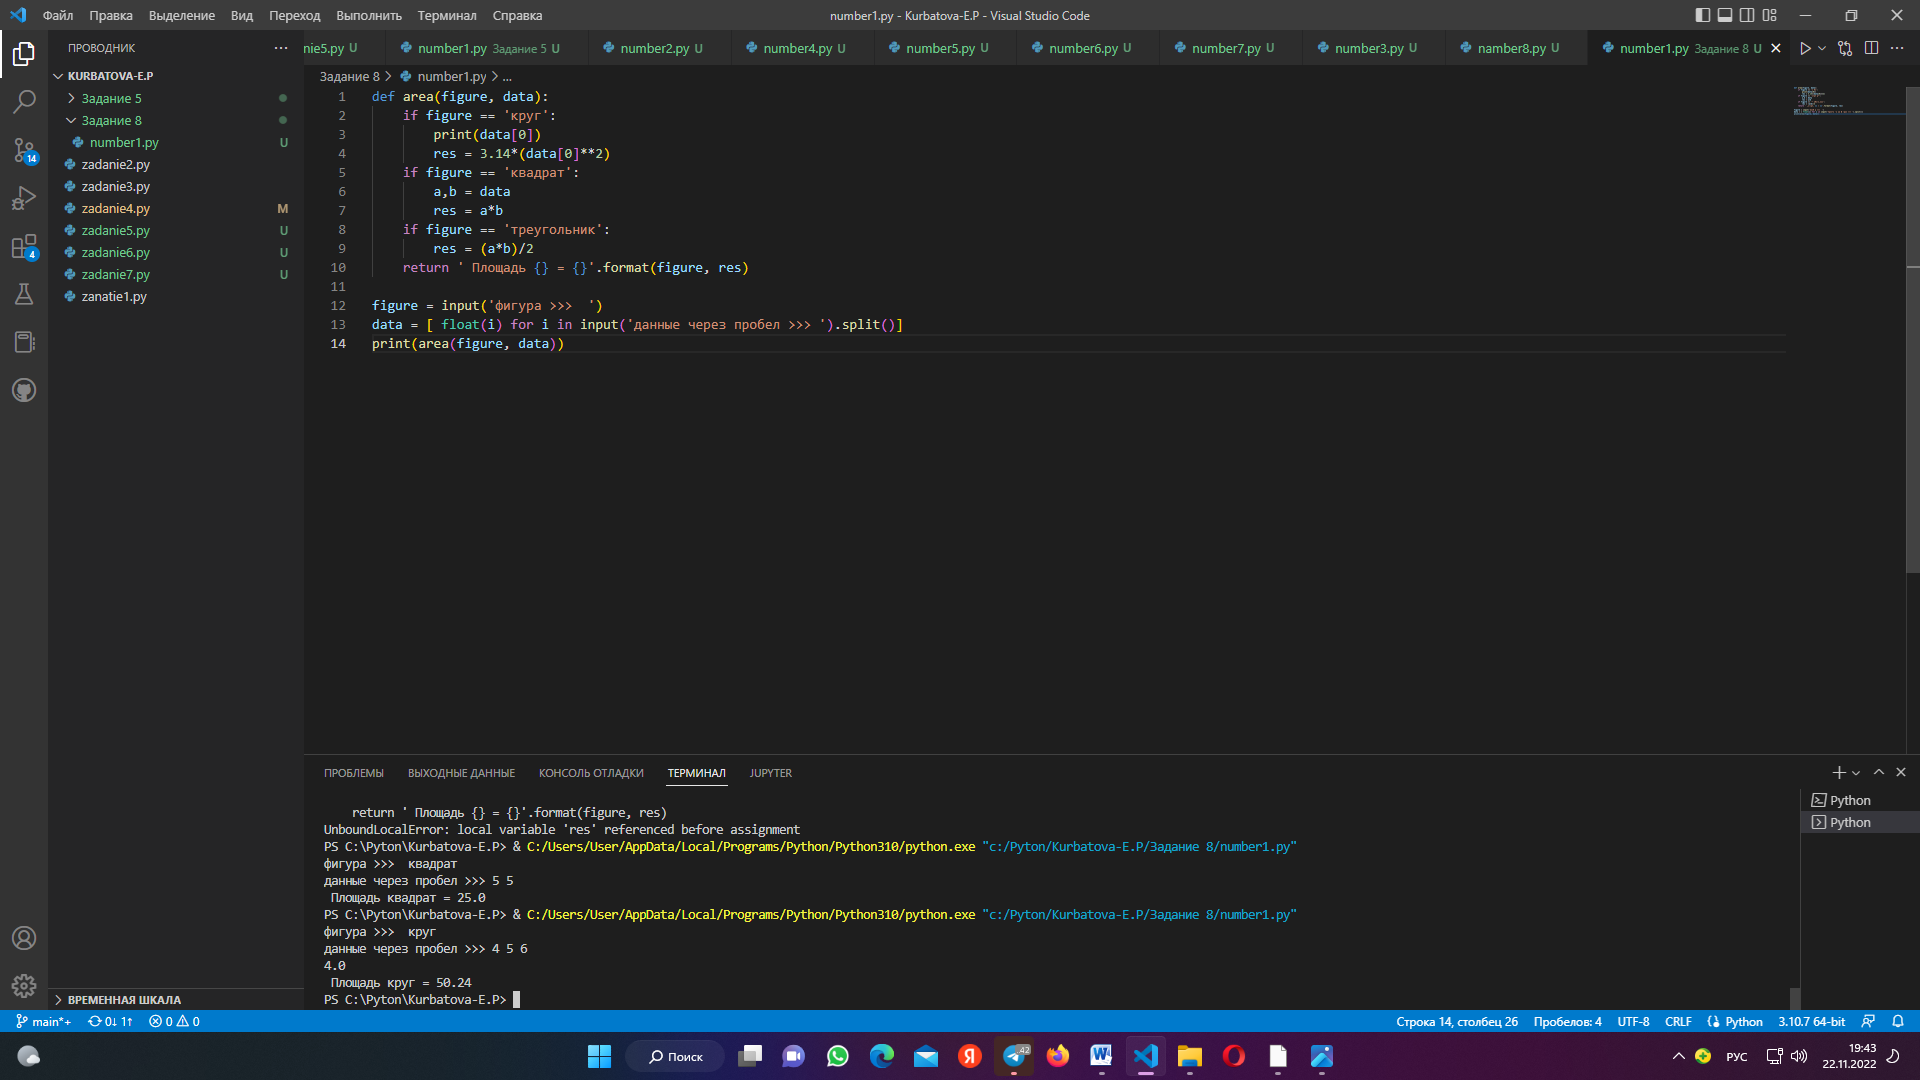 Файл Правка Выделение Вид Переход Выполнить Терминал Справка
number1.py - Kurbatova-E.P - Visual Studio Code
ПРОВОДНИК
nie5.py U number1.py Задание 5 U number2.py U number4.py U number5.py U number6.py U number7.py U number3.py U namber8.py U number1.py Задание 8 U
KURBATOVA-E.P
Задание 5
Задание 8
number1.py U
zadanie2.py
zadanie3.py
zadanie4.py M
zadanie5.py U
zadanie6.py U
zadanie7.py U
zanatie1.py
14
4
ВРЕМЕННАЯ ШКАЛА
Задание 8 > number1.py > ...
1 def area(figure, data):
2 if figure == 'круг':
3 print(data[0])
4 res = 3.14*(data[0]**2)
5 if figure == 'квадрат':
6 a,b = data
7 res = a*b
8 if figure == 'треугольник':
9 res = (a*b)/2
10 return ' Площадь {} = {}'.format(figure, res)
11
12 figure = input('фигура >>>  ')
13 data = [ float(i) for i in input('данные через пробел >>> ').split()]
14 print(area(figure, data))
ПРОБЛЕМЫ ВЫХОДНЫЕ ДАННЫЕ КОНСОЛЬ ОТЛАДКИ ТЕРМИНАЛ JUPYTER
return ' Площадь {} = {}'.format(figure, res)
UnboundLocalError: local variable 'res' referenced before assignment
PS C:\Pyton\Kurbatova-E.P> & C:/Users/User/AppData/Local/Programs/Python/Python310/python.exe "c:/Pyton/Kurbatova-E.P/Задание 8/number1.py"
фигура >>>  квадрат
данные через пробел >>> 5 5
Площадь квадрат = 25.0
PS C:\Pyton\Kurbatova-E.P> & C:/Users/User/AppData/Local/Programs/Python/Python310/python.exe "c:/Pyton/Kurbatova-E.P/Задание 8/number1.py"
фигура >>>  круг
данные через пробел >>> 4 5 6
4.0
Площадь круг = 50.24
PS C:\Pyton\Kurbatova-E.P>
Python
Python
main*+ 0↓ 1↑ 0 0
Строка 14, столбец 26 Пробелов: 4 UTF-8 CRLF Python 3.10.7 64-bit
Поиск
42
РУС
19:43
22.11.2022